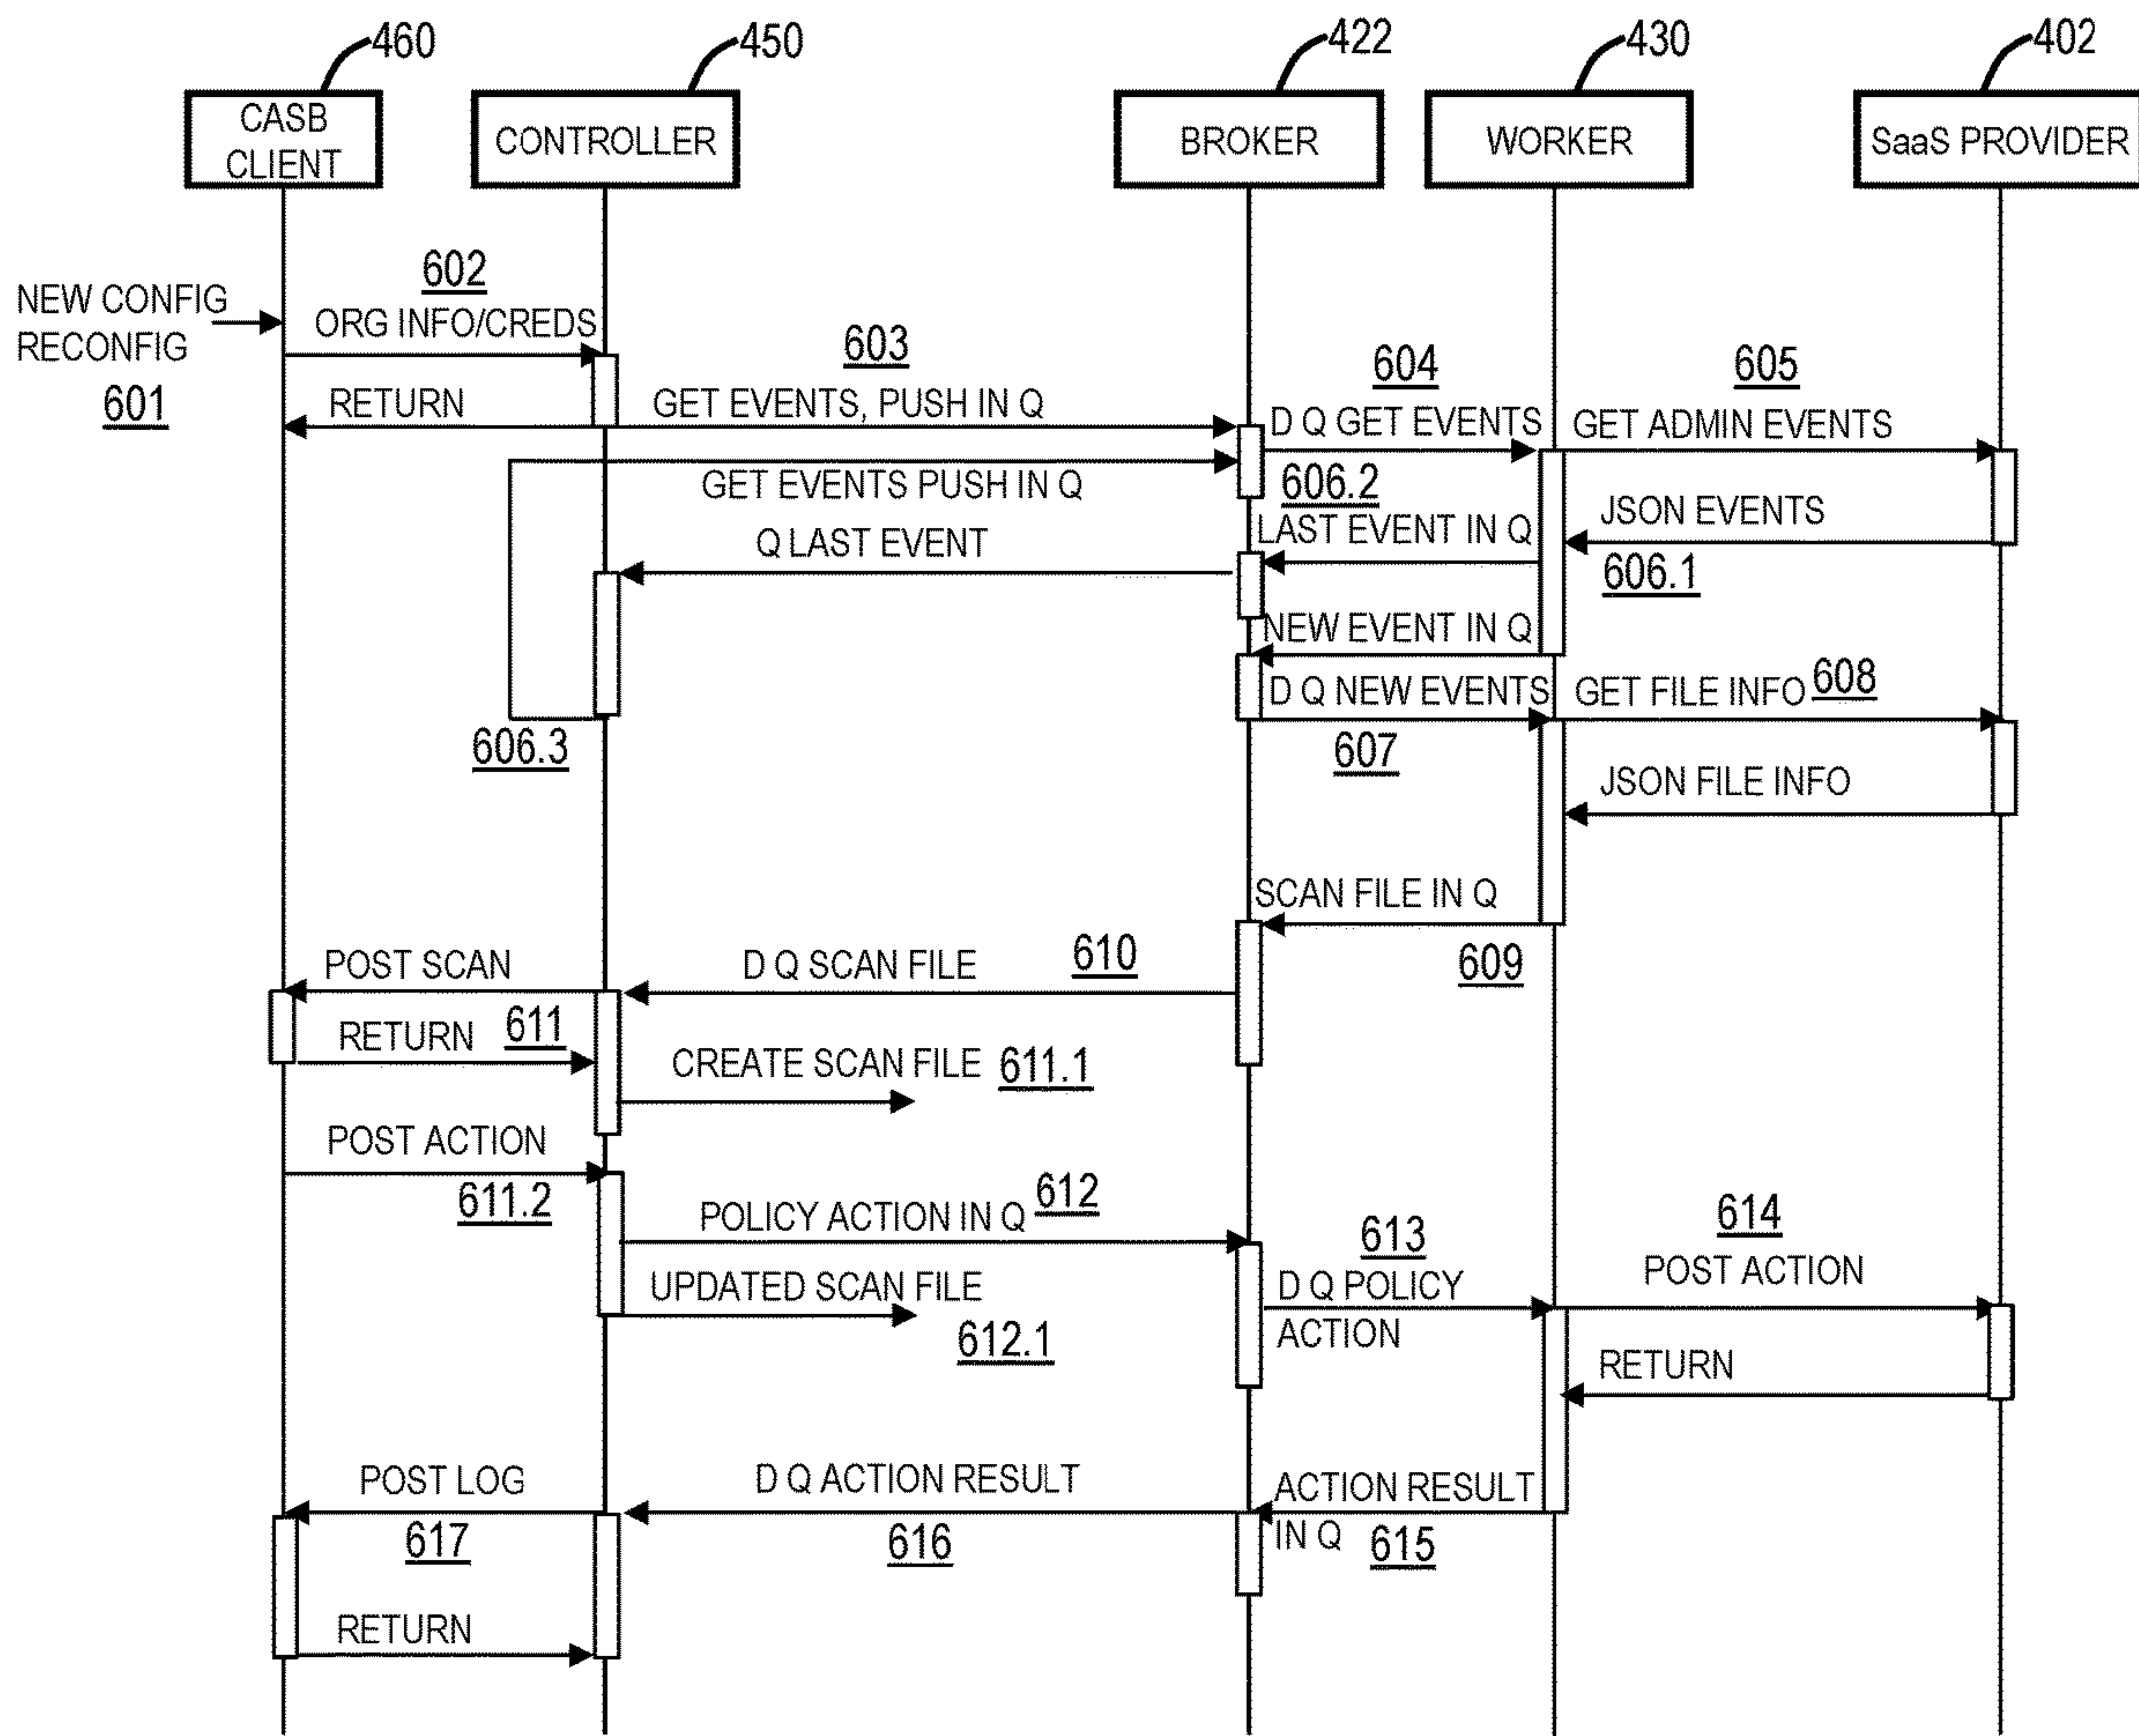 460
450
422
430
402
CASB
CLIENT
CONTROLLER
BROKER
WORKER
SaaS PROVIDER
602
NEW CONFIG
RECONFIG
601
ORG INFO/CREDS
603
604
605
RETURN
GET EVENTS, PUSH IN Q
D Q GET EVENTS
GET ADMIN EVENTS
GET EVENTS PUSH IN Q
606.2
JSON EVENTS
LAST EVENT IN Q
Q LAST EVENT
606.1
NEW EVENT IN Q
D Q NEW EVENTS
GET FILE INFO
608
606.3
607
JSON FILE INFO
SCAN FILE IN Q
609
POST SCAN
D Q SCAN FILE
610
RETURN
611
CREATE SCAN FILE
611.1
POST ACTION
611.2
POLICY ACTION IN Q
612
613
614
UPDATED SCAN FILE
612.1
D Q POLICY
ACTION
POST ACTION
RETURN
POST LOG
617
D Q ACTION RESULT
616
ACTION RESULT
IN Q
615
RETURN